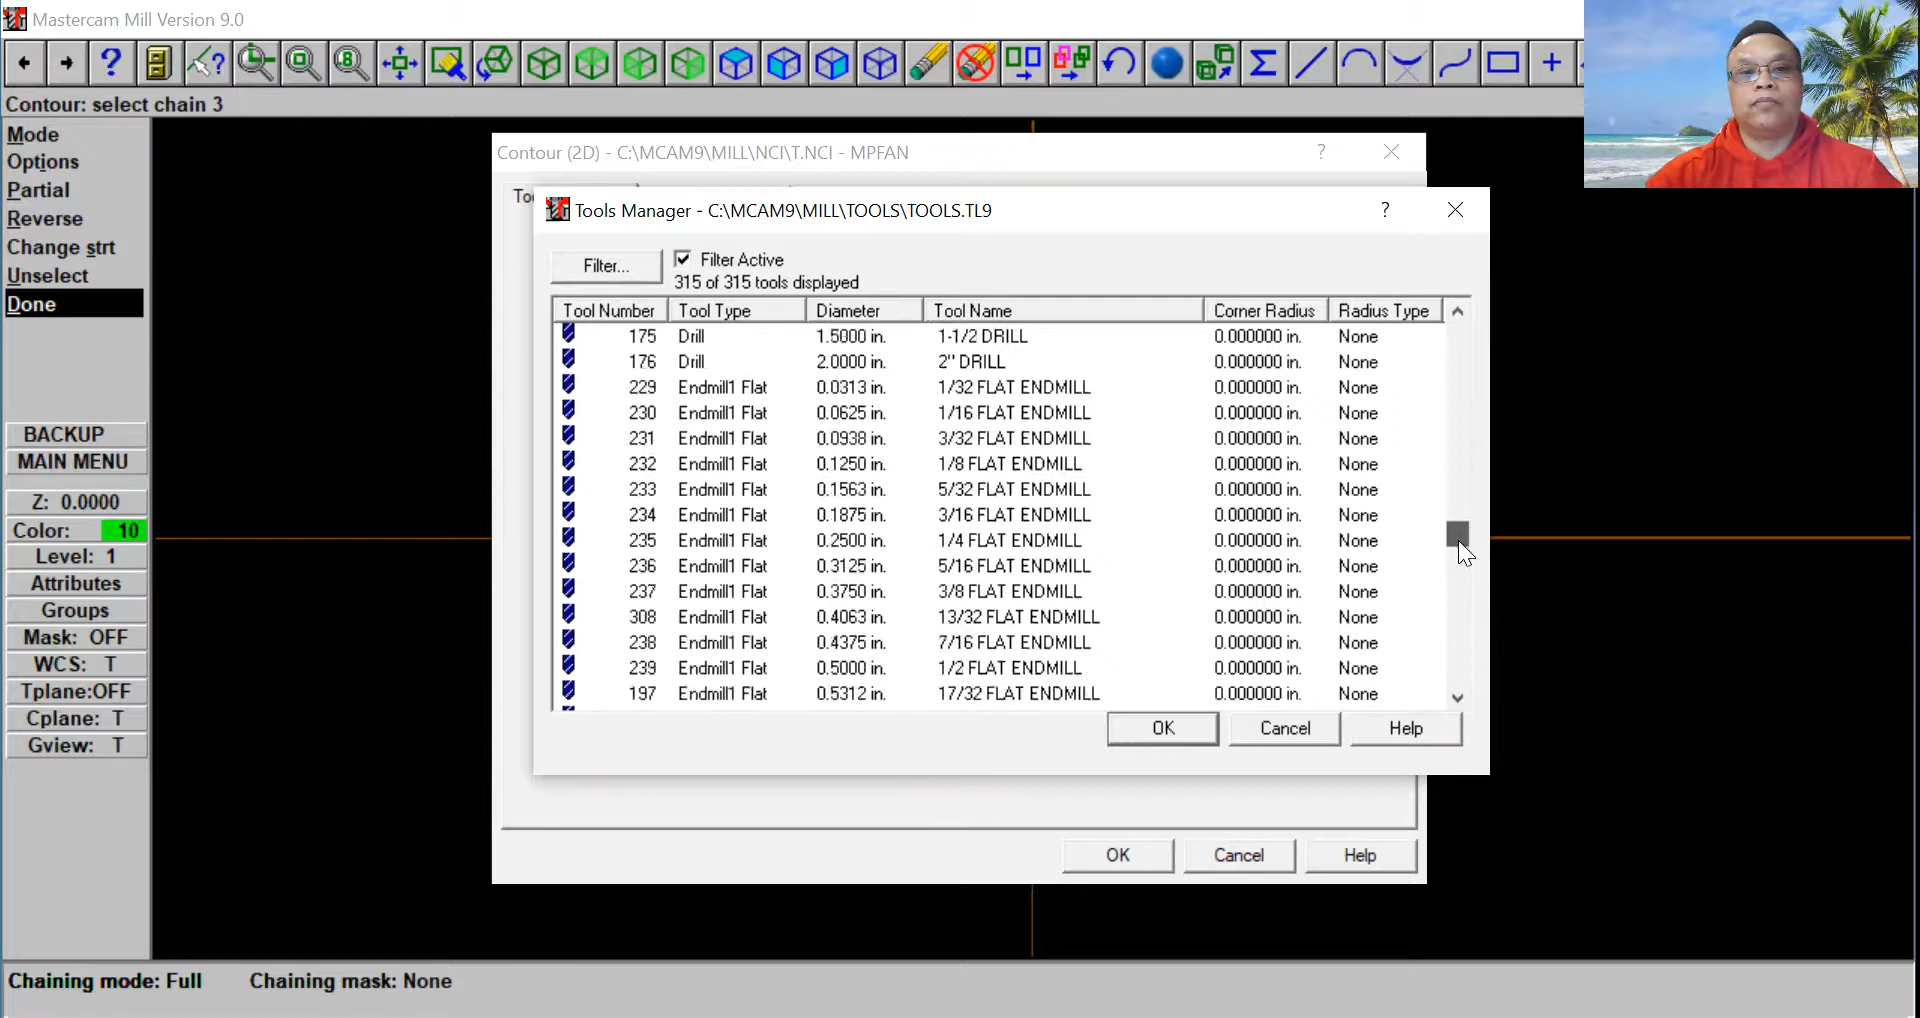 Mastercam Mill Version 9.0
Contour: select chain 3
Mode
Options
Partial
Reverse
Change strt
Unselect
Done
BACKUP
MAIN MENU
Z: 0.0000
Color: 10
Level: 1
Attributes
Groups
Mask: OFF
WCS: T
Tplane:OFF
Cplane: T
Gview: T
Contour (2D) - C:\MCAM9\MILL\NCI\T.NCI - MPFAN
?
Tools Manager - C:\MCAM9\MILL\TOOLS\TOOLS.TL9
?
Filter...
Filter Active
315 of 315 tools displayed
Tool Number Tool Type Diameter Tool Name Corner Radius Radius Type
175 Drill 1.5000 in. 1-1/2 DRILL 0.000000 in. None
176 Drill 2.0000 in. 2" DRILL 0.000000 in. None
229 Endmill1 Flat 0.0313 in. 1/32 FLAT ENDMILL 0.000000 in. None
230 Endmill1 Flat 0.0625 in. 1/16 FLAT ENDMILL 0.000000 in. None
231 Endmill1 Flat 0.0938 in. 3/32 FLAT ENDMILL 0.000000 in. None
232 Endmill1 Flat 0.1250 in. 1/8 FLAT ENDMILL 0.000000 in. None
233 Endmill1 Flat 0.1563 in. 5/32 FLAT ENDMILL 0.000000 in. None
234 Endmill1 Flat 0.1875 in. 3/16 FLAT ENDMILL 0.000000 in. None
235 Endmill1 Flat 0.2500 in. 1/4 FLAT ENDMILL 0.000000 in. None
236 Endmill1 Flat 0.3125 in. 5/16 FLAT ENDMILL 0.000000 in. None
237 Endmill1 Flat 0.3750 in. 3/8 FLAT ENDMILL 0.000000 in. None
308 Endmill1 Flat 0.4063 in. 13/32 FLAT ENDMILL 0.000000 in. None
238 Endmill1 Flat 0.4375 in. 7/16 FLAT ENDMILL 0.000000 in. None
239 Endmill1 Flat 0.5000 in. 1/2 FLAT ENDMILL 0.000000 in. None
197 Endmill1 Flat 0.5312 in. 17/32 FLAT ENDMILL 0.000000 in. None
OK Cancel Help
OK Cancel Help
Chaining mode: Full Chaining mask: None